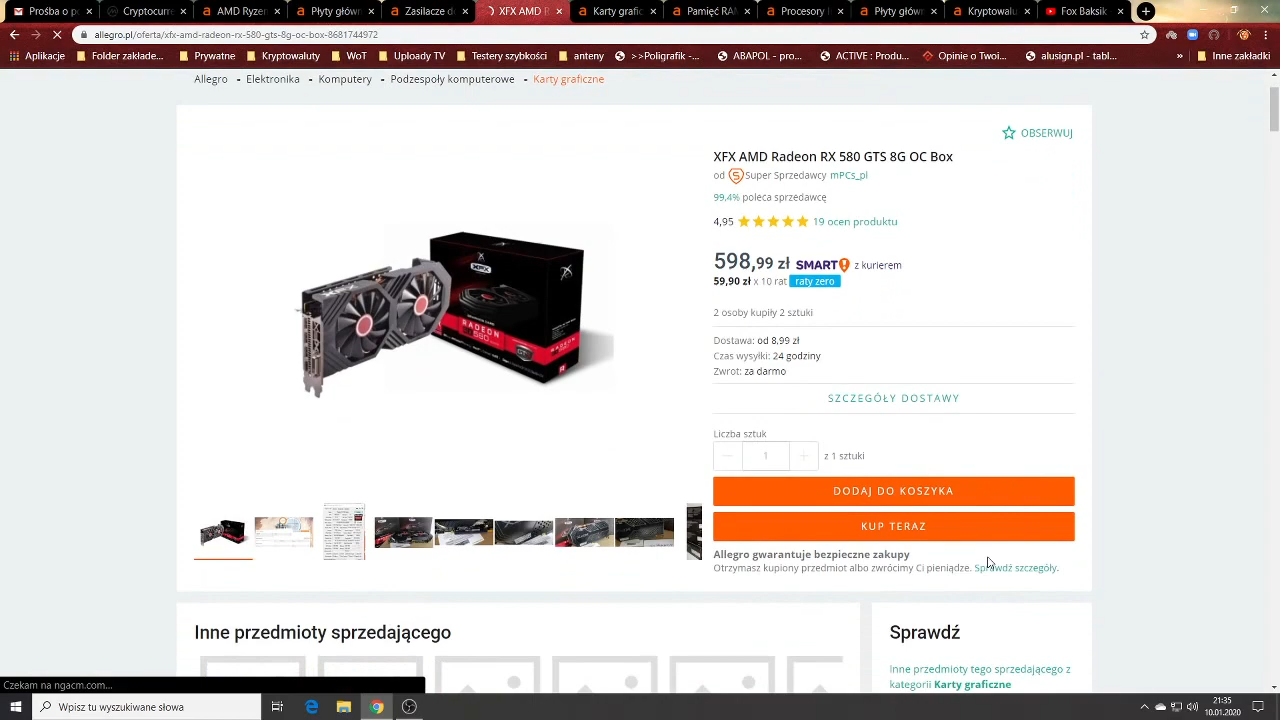 Prośba o p
Cryptocurre
AMD Ryzen
Płyty główn
Zasilacze d
XFX AMD R
Karty grafic
Pamięć RA
Procesory
Płyty główn
Kryptowalu
Fox Baksik
allegro.pl/oferta/xfx-amd-radeon-rx-580-gts-8g-oc-box-8681744972
Aplikacje
Folder zakłade...
Prywatne
Kryptowaluty
WoT
Uploady TV
Testery szybkości
anteny
>>Poligrafik -...
ABAPOL - pro...
ACTIVE : Produ...
Opinie o Twoi...
alusign.pl - tabl...
»
Inne zakładki
Allegro - Elektronika - Komputery - Podzespoły komputerowe - Karty graficzne
OBSERWUJ
XFX AMD Radeon RX 580 GTS 8G OC Box
od Super Sprzedawcy mPCs_pl
99,4% poleca sprzedawcę
4,95 19 ocen produktu
598,99 zł SMART! z kurierem
59,90 zł x 10 rat raty zero
2 osoby kupiły 2 sztuki
Dostawa: od 8,99 zł
Czas wysyłki: 24 godziny
Zwrot: za darmo
SZCZEGÓŁY DOSTAWY
Liczba sztuk
1
z 1 sztuki
DODAJ DO KOSZYKA
KUP TERAZ
Allegro gwarantuje bezpieczne zakupy
Otrzymasz kupiony przedmiot albo zwrócimy Ci pieniądze. Sprawdź szczegóły.
XFX
RADEON
RX 580
Inne przedmioty sprzedającego
Sprawdź
Inne przedmioty tego sprzedającego z
kategorii Karty graficzne
Czekam na ngacm.com...
Wpisz tu wyszukiwane słowa
21:35
10.01.2020